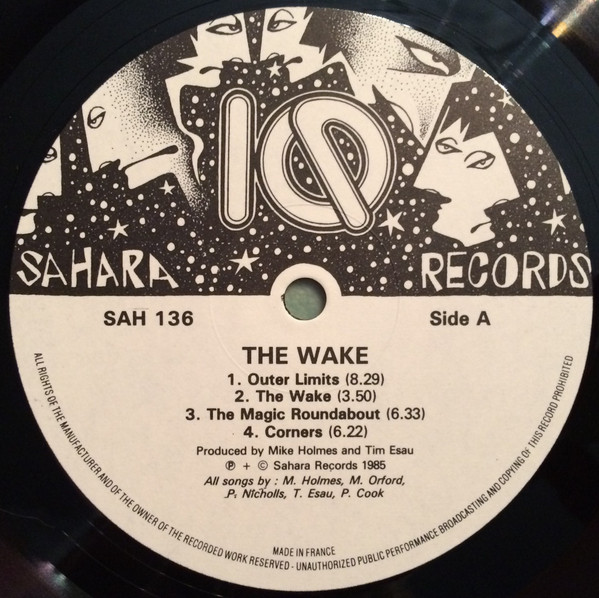 IQ
SAHARA RECORDS
SAH 136 Side A
THE WAKE
1. Outer Limits (8.29)
2. The Wake (3.50)
3. The Magic Roundabout (6.33)
4. Corners (6.22)
Produced by Mike Holmes and Tim Esau
℗ + © Sahara Records 1985
All songs by : M. Holmes, M. Orford,
P. Nicholls, T. Esau, P. Cook
MADE IN FRANCE
ALL RIGHTS OF THE MANUFACTURER AND OF THE OWNER OF THE RECORDED WORK RESERVED - UNAUTHORIZED PUBLIC PERFORMANCE BROADCASTING AND COPYING OF THIS RECORD PROHIBITED